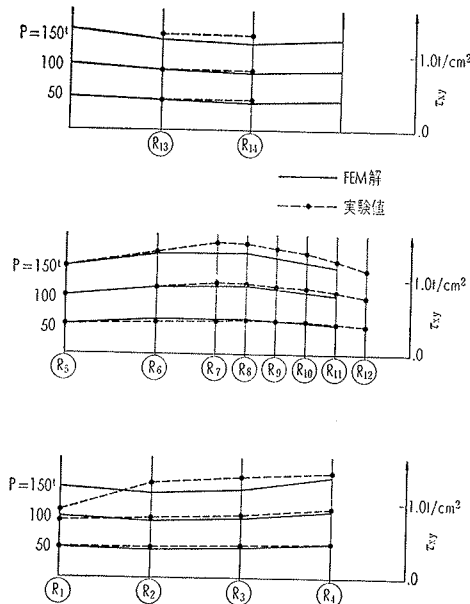 P=150t
100
50
1.0t/cm²
.0
τxy
R13
R14
FEM解
実験値
P=150t
100
50
1.0t/cm²
.0
τxy
R5
R6
R7
R8
R9
R10
R11
R12
P=150t
100
50
1.0t/cm²
.0
τxy
R1
R2
R3
R4